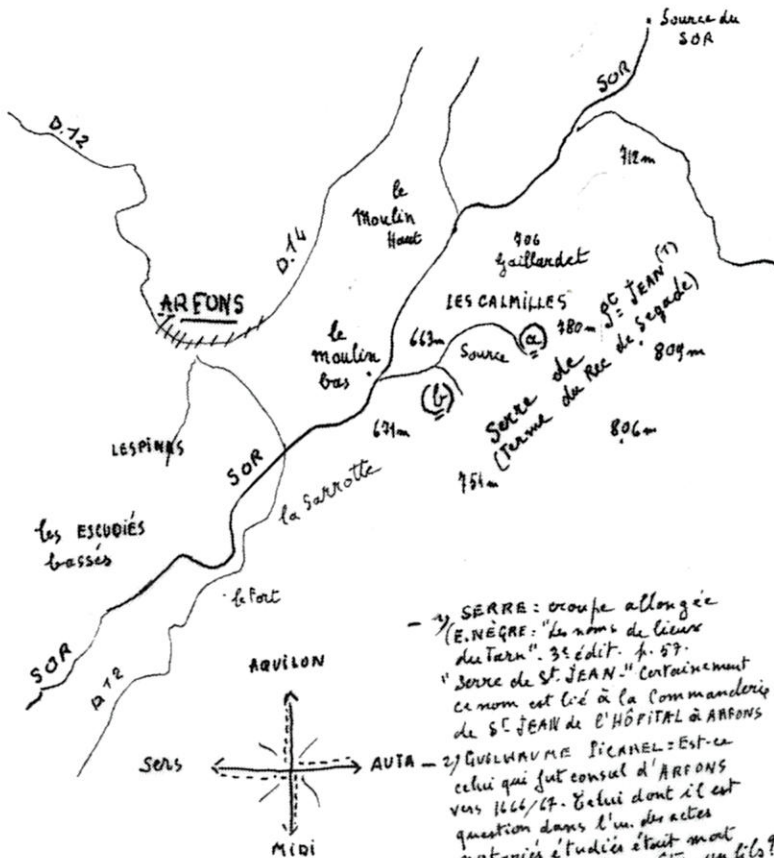 Source du
SOR
SOR
D.12
712m
le
Moulin
Haut
D.14
706
Gaillardet
ARFONS
LES CALMILLES
Serre de St JEAN (1)
(Terme du Rec de Segade)
780m
809m
le
moulin
bas
663m
Source
(a)
(b)
671m
806m
LESPINAS
SOR
751m
la Sarrotte
les ESCUDIÉS
basses
le Fort
SOR
D12
AQUILON
Sers
AUTA
MIDI
- 1) SERRE : croupe allongée
(E. NÈGRE : "Les noms de lieux
du Tarn". 3e édit. p. 57.
"Serre de St. JEAN." Certainement
ce nom est lié à la Commanderie
de St JEAN de l'HÔPITAL à ARFONS
- 2) GUILHAUME : Est-ce
celui qui fut consul d'ARFONS
vers 1666/67. Celui dont il est
question dans l'un des actes
notariés étudiés était mort
un fils ?